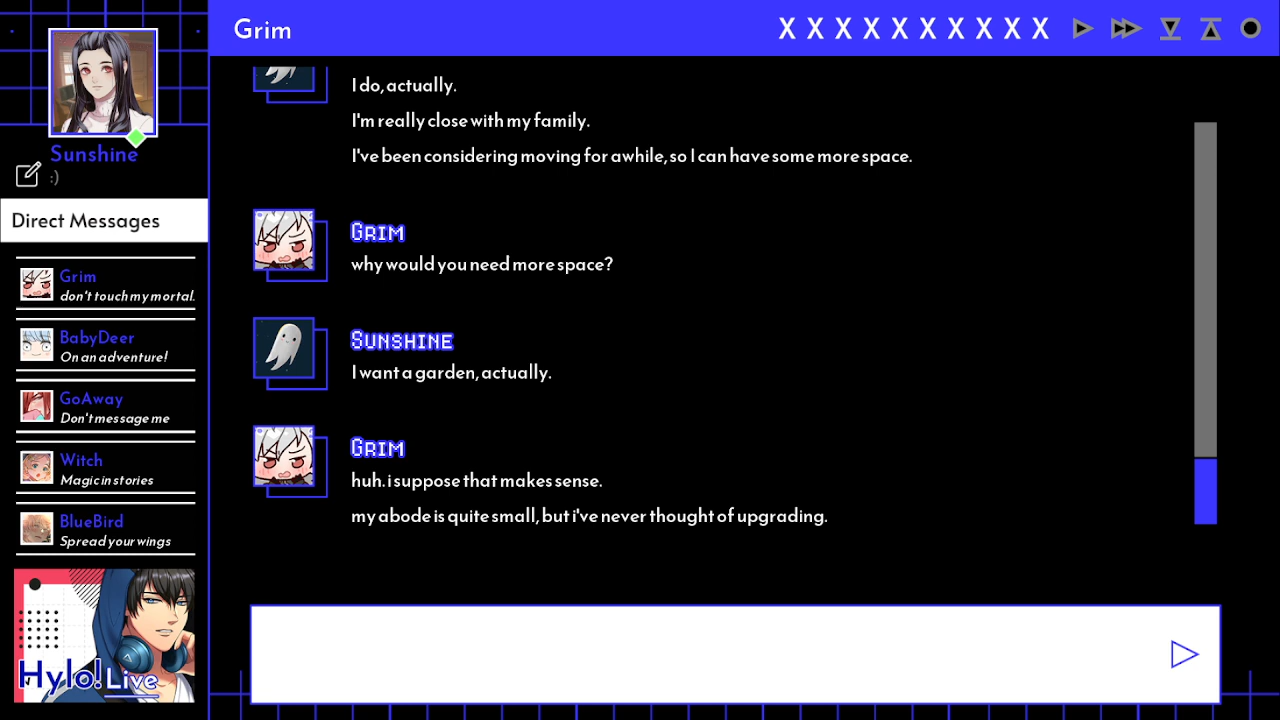 Grim
X X X X X X X X X X
Sunshine
:)
Direct Messages
Grim
don't touch my mortal.
BabyDeer
On an adventure!
GoAway
Don't message me
Witch
Magic in stories
BlueBird
Spread your wings
Hylo! Live
I do, actually.
I'm really close with my family.
I've been considering moving for awhile, so I can have some more space.
Grim
why would you need more space?
Sunshine
I want a garden, actually.
Grim
huh. i suppose that makes sense.
my abode is quite small, but i've never thought of upgrading.